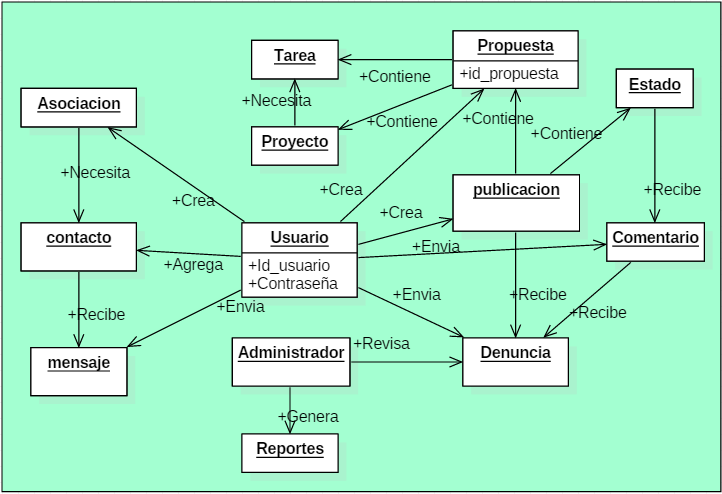 Propuesta
+id_propuesta
Tarea
+Contiene
Estado
Asociacion
+Necesita
+Contiene
+Contiene
Proyecto
+Contiene
+Necesita
+Crea
publicacion
+Recibe
+Crea
+Crea
contacto
Usuario
+Id_usuario
+Contraseña
+Envia
Comentario
+Agrega
+Recibe
+Envia
+Envia
+Recibe
+Recibe
mensaje
Administrador
+Revisa
Denuncia
+Genera
Reportes